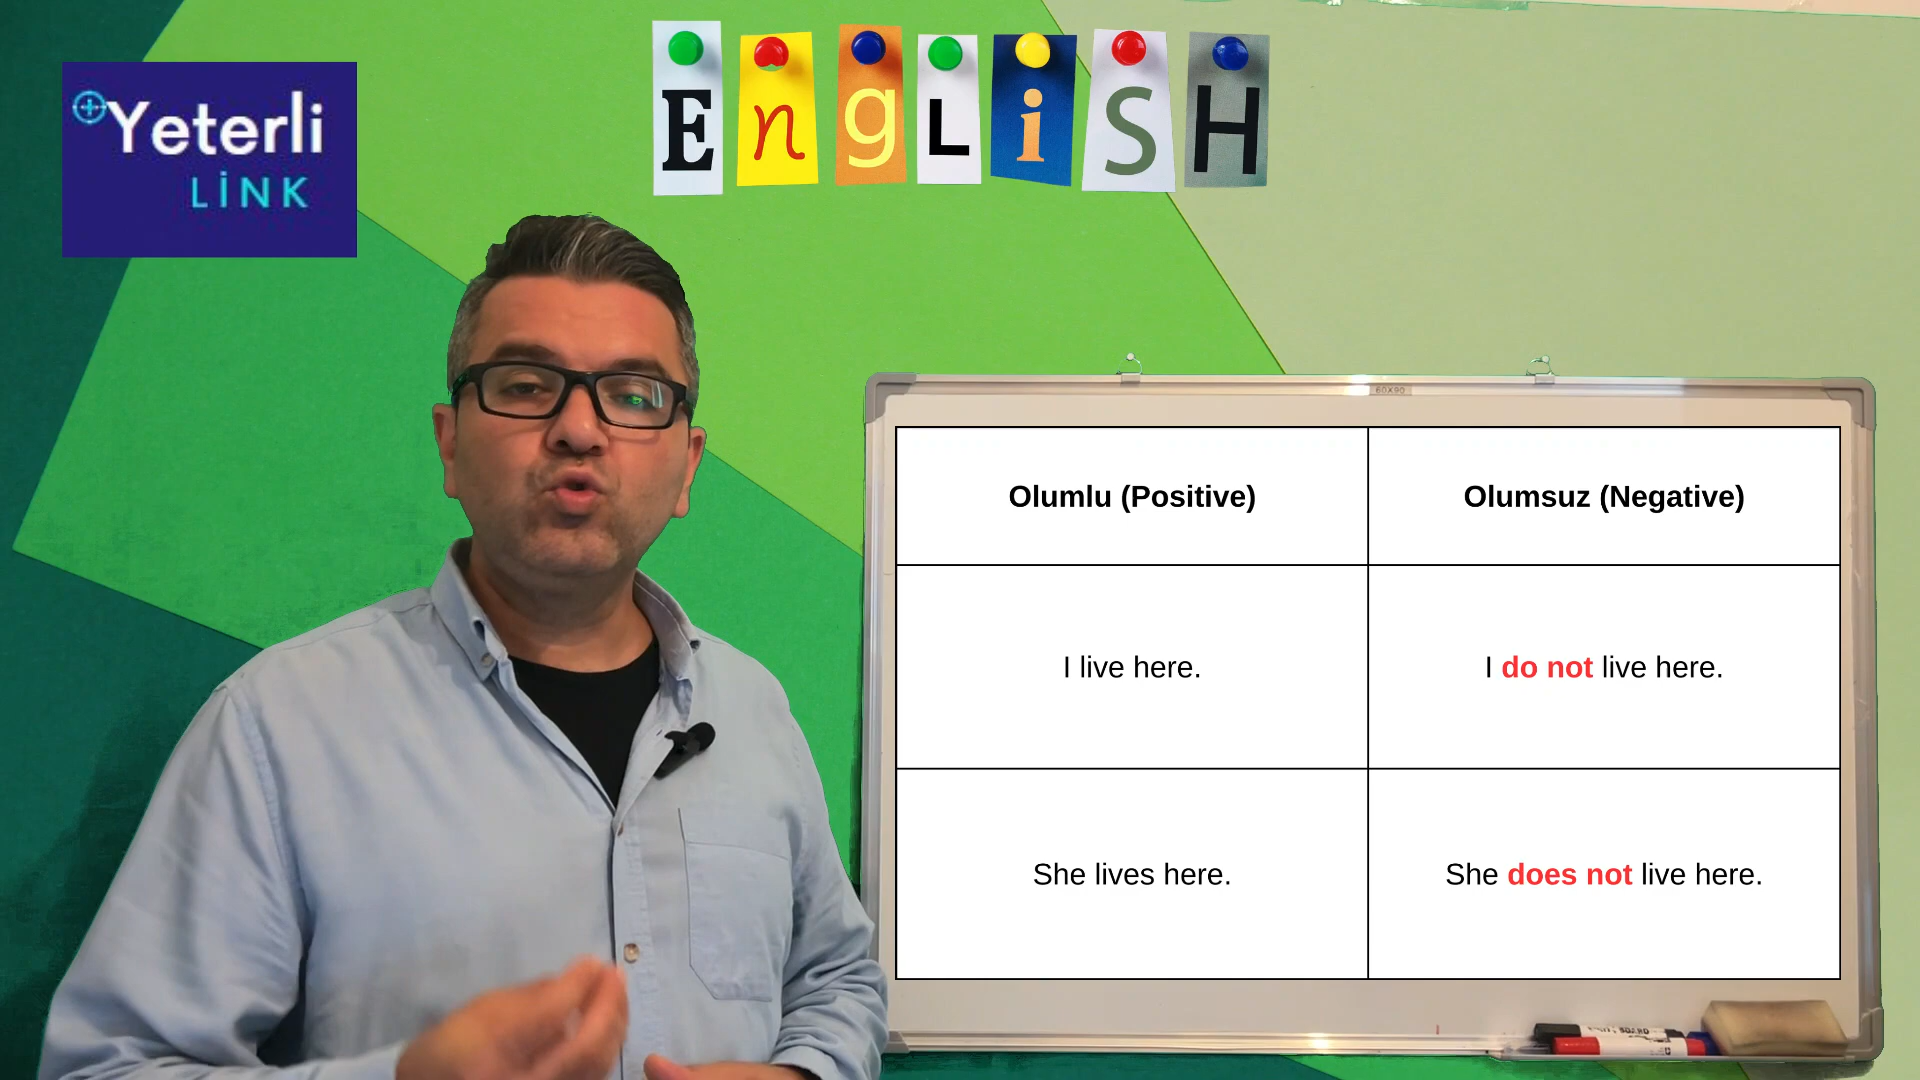 EngLiSH
Yeterli
LİNK
60X90
Olumlu (Positive)
Olumsuz (Negative)
I live here.
I do not live here.
She lives here.
She does not live here.